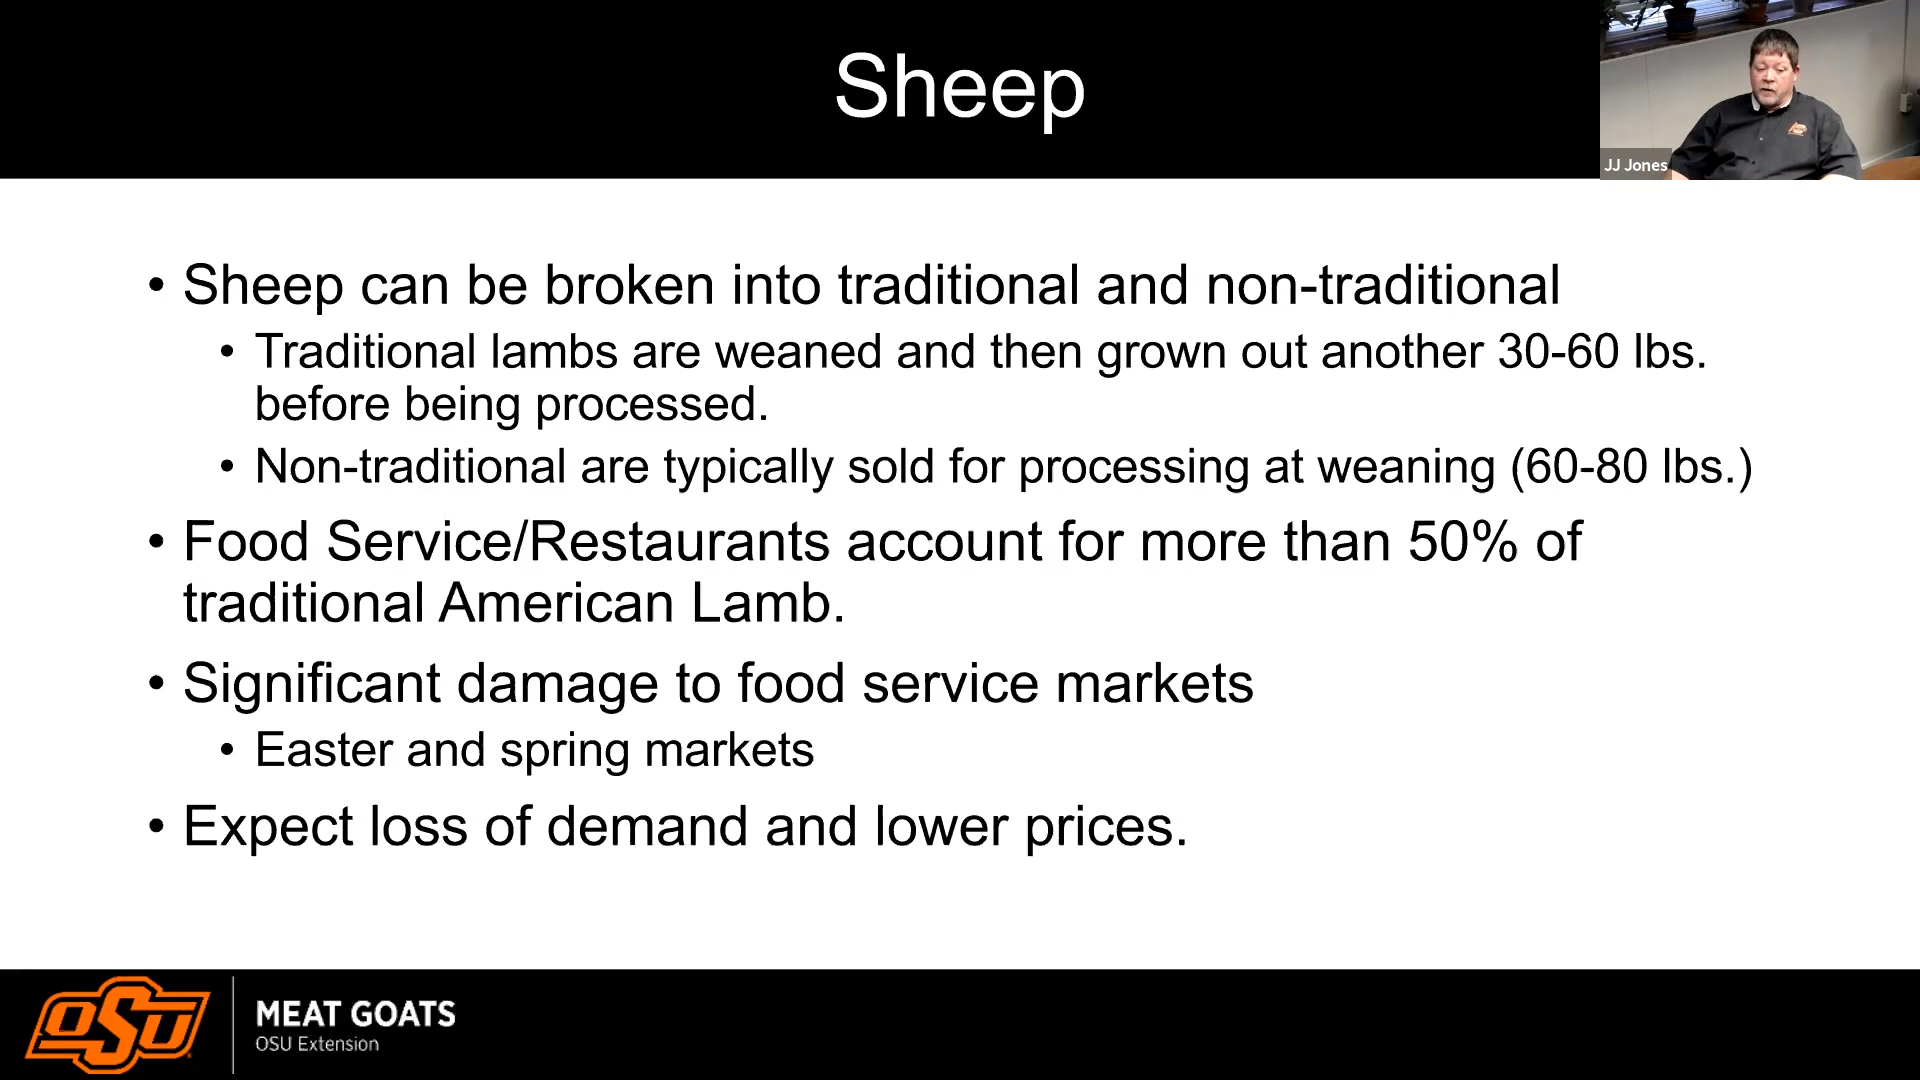 Sheep
JJ Jones
• Sheep can be broken into traditional and non-traditional
• Traditional lambs are weaned and then grown out another 30-60 lbs.
before being processed.
• Non-traditional are typically sold for processing at weaning (60-80 lbs.)
• Food Service/Restaurants account for more than 50% of
traditional American Lamb.
• Significant damage to food service markets
• Easter and spring markets
• Expect loss of demand and lower prices.
OSU
MEAT GOATS
OSU Extension